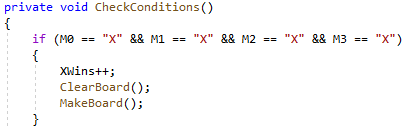 private void CheckConditions()
{
if (M0 == "X" && M1 == "X" && M2 == "X" && M3 == "X")
{
XWins++;
ClearBoard();
MakeBoard();
}